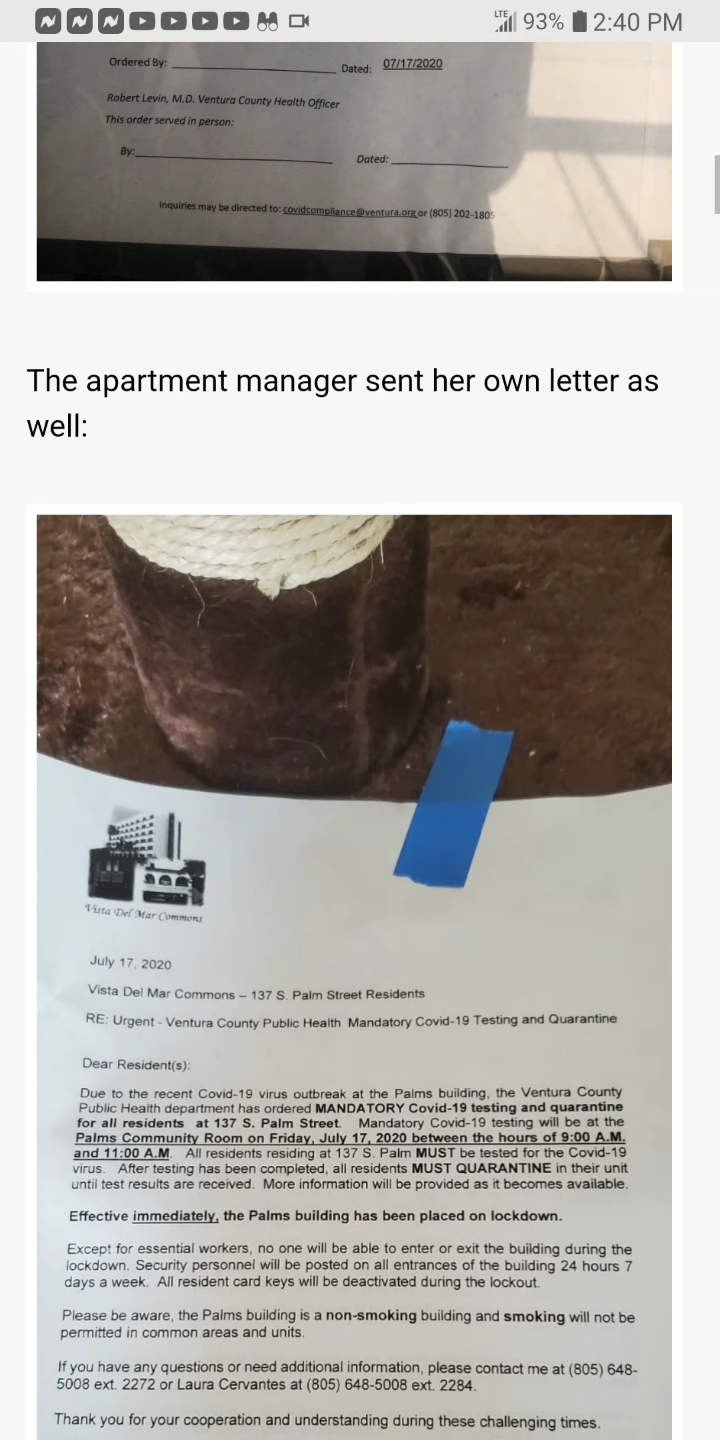 LTE 93% 2:40 PM
Ordered By: Dated: 07/17/2020
Robert Levin, M.D. Ventura County Health Officer
This order served in person:
By: Dated:
Inquiries may be directed to: covidcompliance@ventura.org or (805) 202-1805
The apartment manager sent her own letter as
well:
Vista Del Mar Commons
July 17, 2020
Vista Del Mar Commons – 137 S. Palm Street Residents
RE: Urgent - Ventura County Public Health Mandatory Covid-19 Testing and Quarantine
Dear Resident(s):
Due to the recent Covid-19 virus outbreak at the Palms building, the Ventura County
Public Health department has ordered MANDATORY Covid-19 testing and quarantine
for all residents at 137 S. Palm Street. Mandatory Covid-19 testing will be at the
Palms Community Room on Friday, July 17, 2020 between the hours of 9:00 A.M.
and 11:00 A.M. All residents residing at 137 S. Palm MUST be tested for the Covid-19
virus. After testing has been completed, all residents MUST QUARANTINE in their unit
until test results are received. More information will be provided as it becomes available.
Effective immediately, the Palms building has been placed on lockdown.
Except for essential workers, no one will be able to enter or exit the building during the
lockdown. Security personnel will be posted on all entrances of the building 24 hours 7
days a week. All resident card keys will be deactivated during the lockout.
Please be aware, the Palms building is a non-smoking building and smoking will not be
permitted in common areas and units.
If you have any questions or need additional information, please contact me at (805) 648-
5008 ext. 2272 or Laura Cervantes at (805) 648-5008 ext. 2284.
Thank you for your cooperation and understanding during these challenging times.